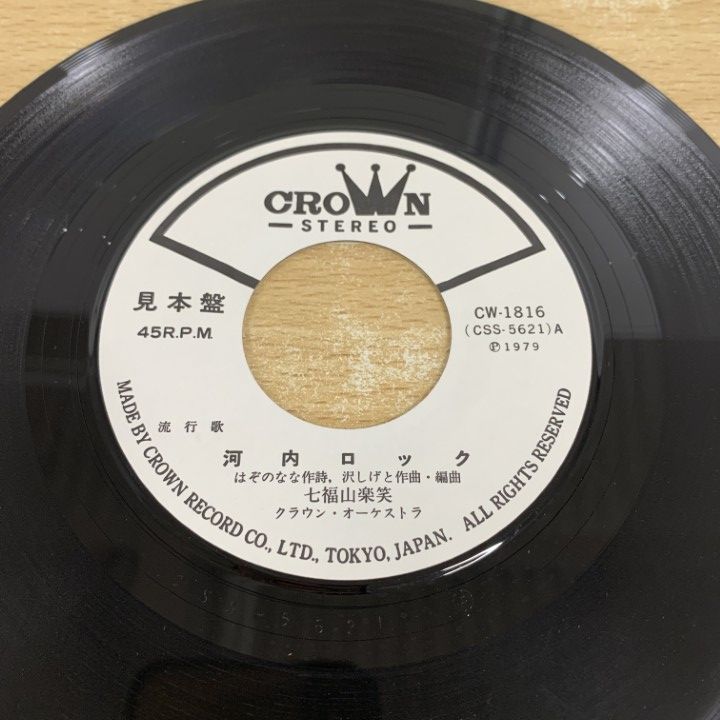 CROWN
STEREO
見本盤
45R.P.M.
CW-1816
(CSS-5621)A
Ⓟ1979
流行歌
河内ロック
はぞのなな作詩, 沢しげと作曲・編曲
七福山楽笑
クラウン・オーケストラ
MADE BY CROWN RECORD CO., LTD., TOKYO, JAPAN. ALL RIGHTS RESERVED